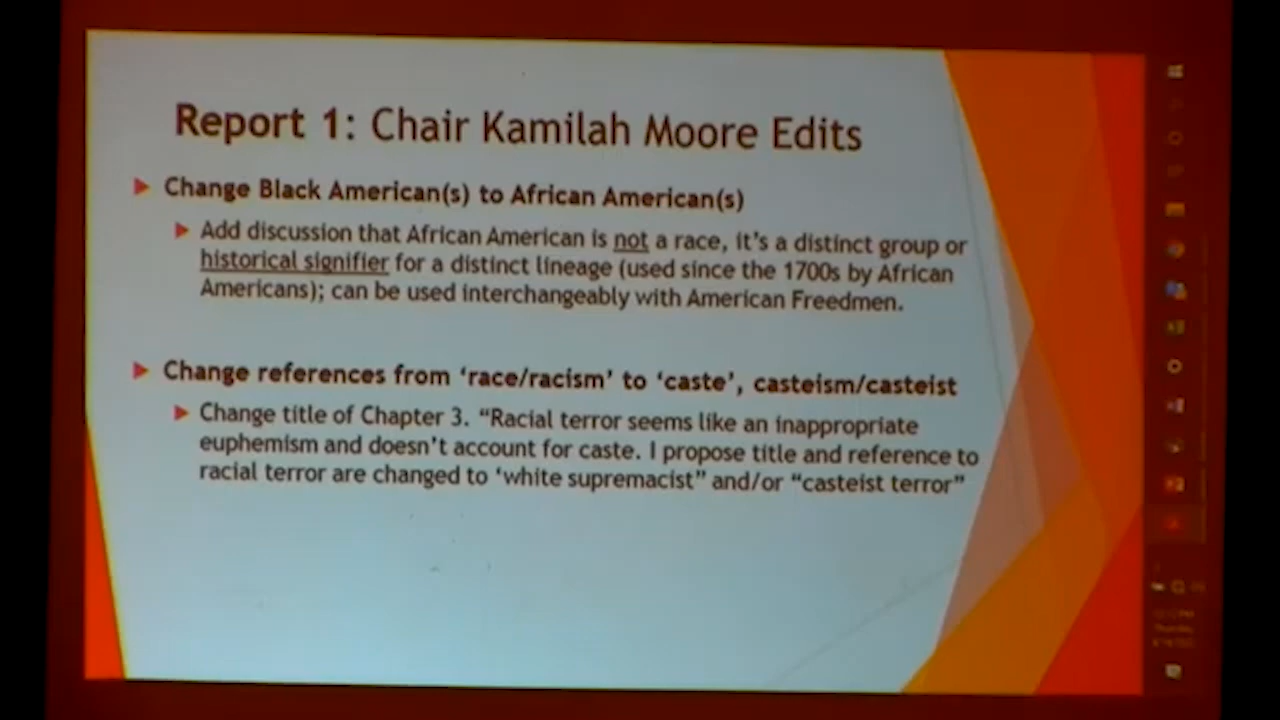 Report 1: Chair Kamilah Moore Edits
Change Black American(s) to African American(s)
Add discussion that African American is not a race, it's a distinct group or
historical signifier for a distinct lineage (used since the 1700s by African
Americans); can be used interchangeably with American Freedmen.
Change references from 'race/racism' to 'caste', casteism/casteist
Change title of Chapter 3. "Racial terror seems like an inappropriate
euphemism and doesn't account for caste. I propose title and reference to
racial terror are changed to 'white supremacist" and/or "casteist terror"